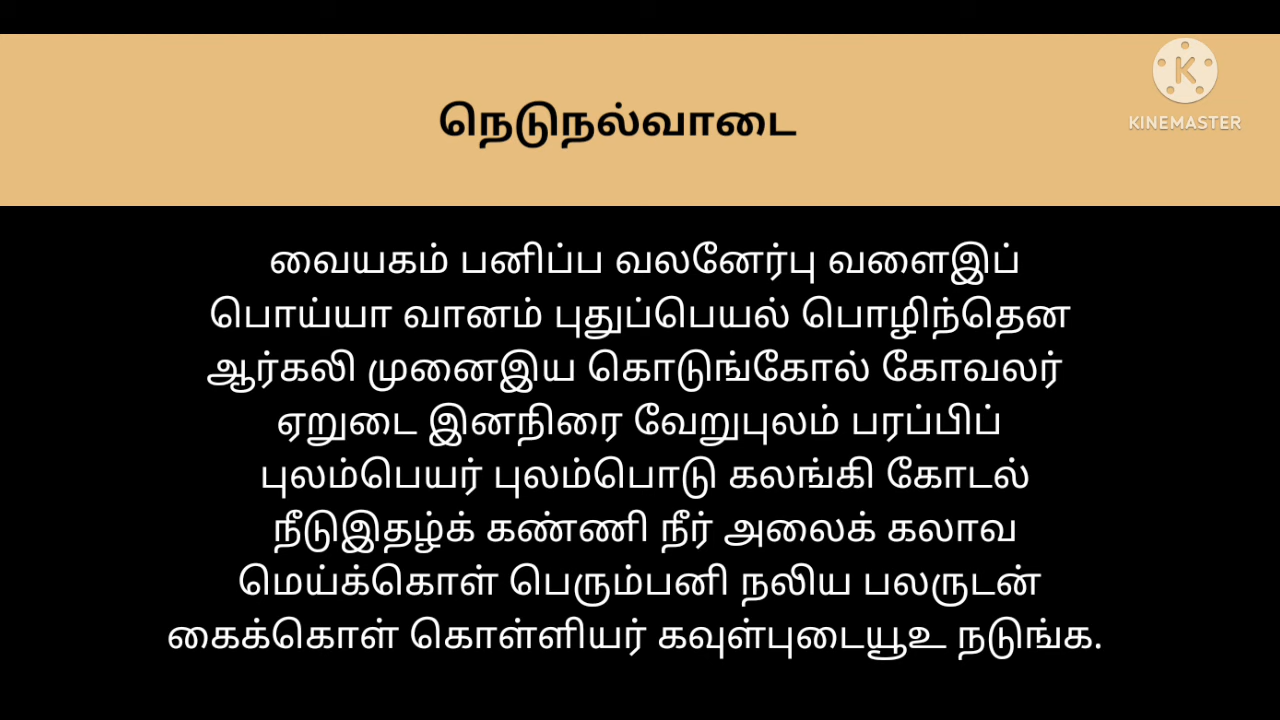 நெடுநல்வாடை
KINEMASTER
வையகம் பனிப்ப வலனேர்பு வளைஇப்
பொய்யா வானம் புதுப்பெயல் பொழிந்தென
ஆர்கலி முனைஇய கொடுங்கோல் கோவலர்
ஏறுடை இனநிரை வேறுபுலம் பரப்பிப்
புலம்பெயர் புலம்பொடு கலங்கி கோடல்
நீடுஇதழ்க் கண்ணி நீர் அலைக் கலாவ
மெய்க்கொள் பெரும்பனி நலிய பலருடன்
கைக்கொள் கொள்ளியர் கவுள்புடையூஉ நடுங்க.